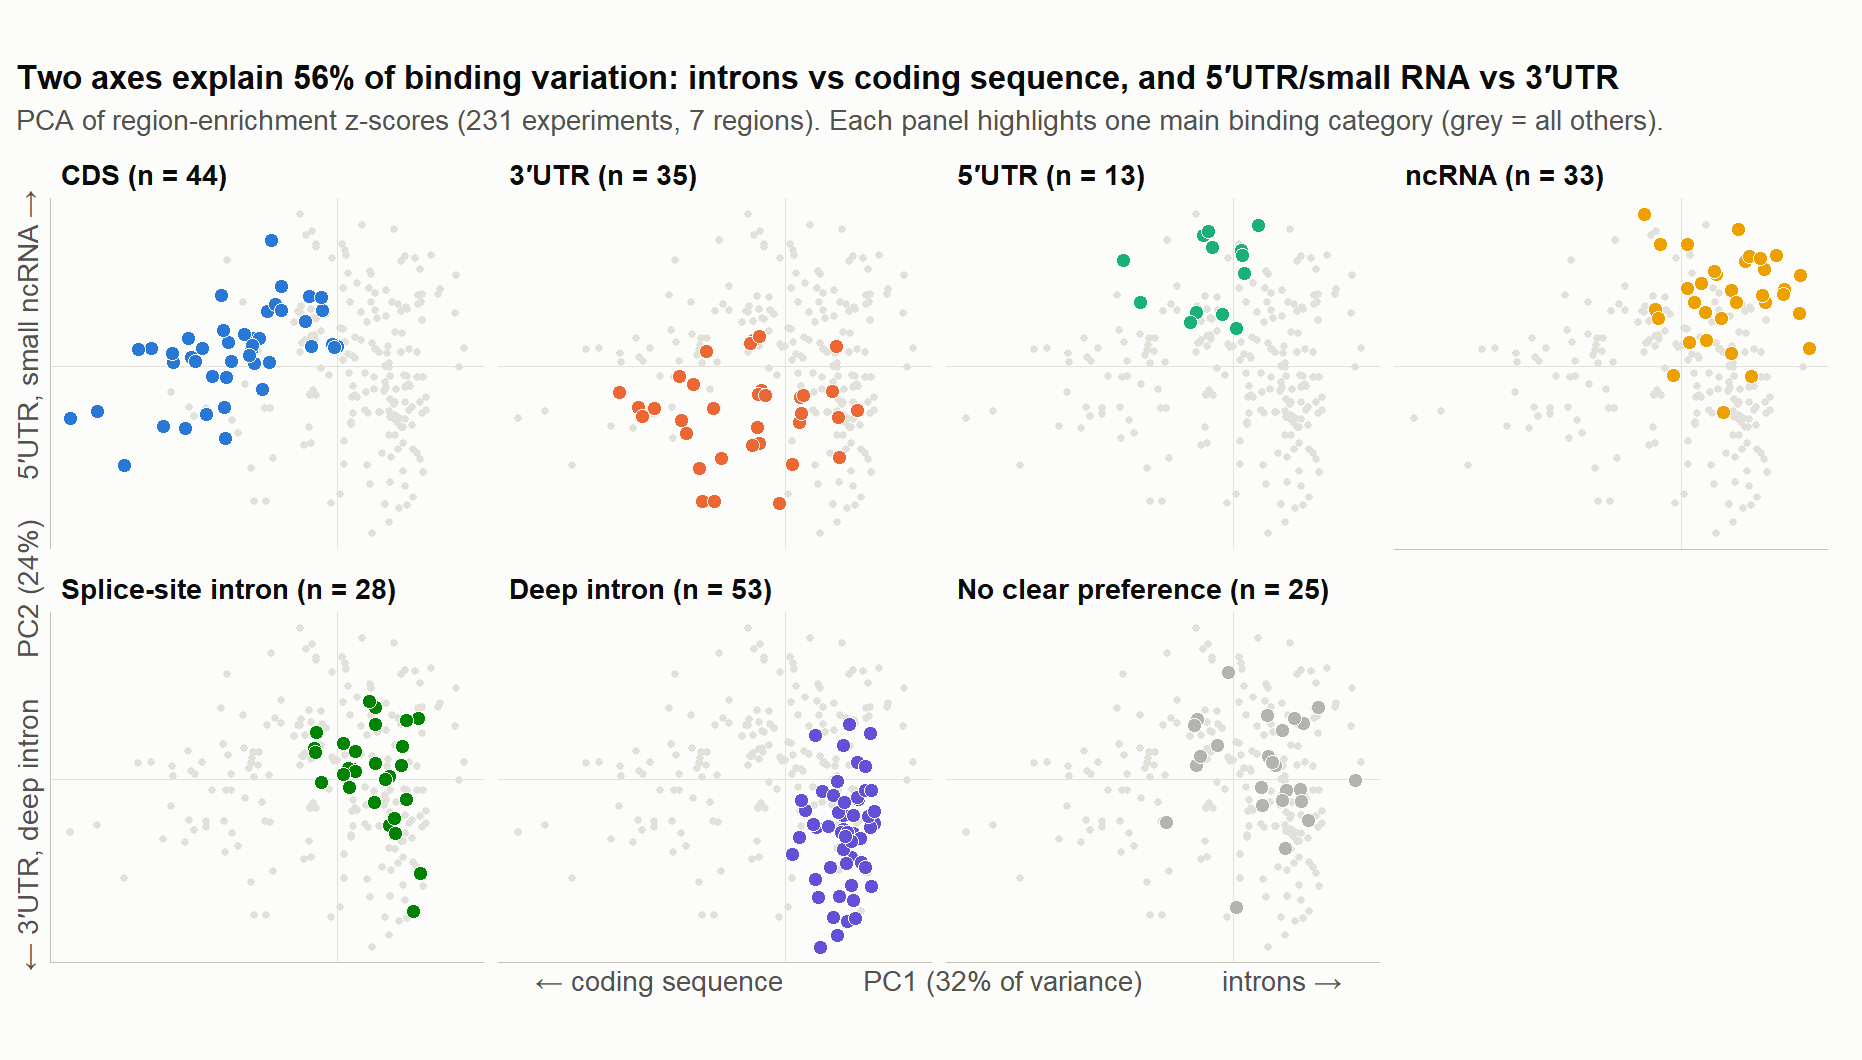 Two axes explain 56% of binding variation: introns vs coding sequence, and 5′UTR/small RNA vs 3′UTR
PCA of region-enrichment z-scores (231 experiments, 7 regions). Each panel highlights one main binding category (grey = all others).
CDS (n = 44)
3′UTR (n = 35)
5′UTR (n = 13)
ncRNA (n = 33)
Splice-site intron (n = 28)
Deep intron (n = 53)
No clear preference (n = 25)
← 3′UTR, deep intron PC2 (24%) 5′UTR, small ncRNA →
← coding sequence PC1 (32% of variance) introns →